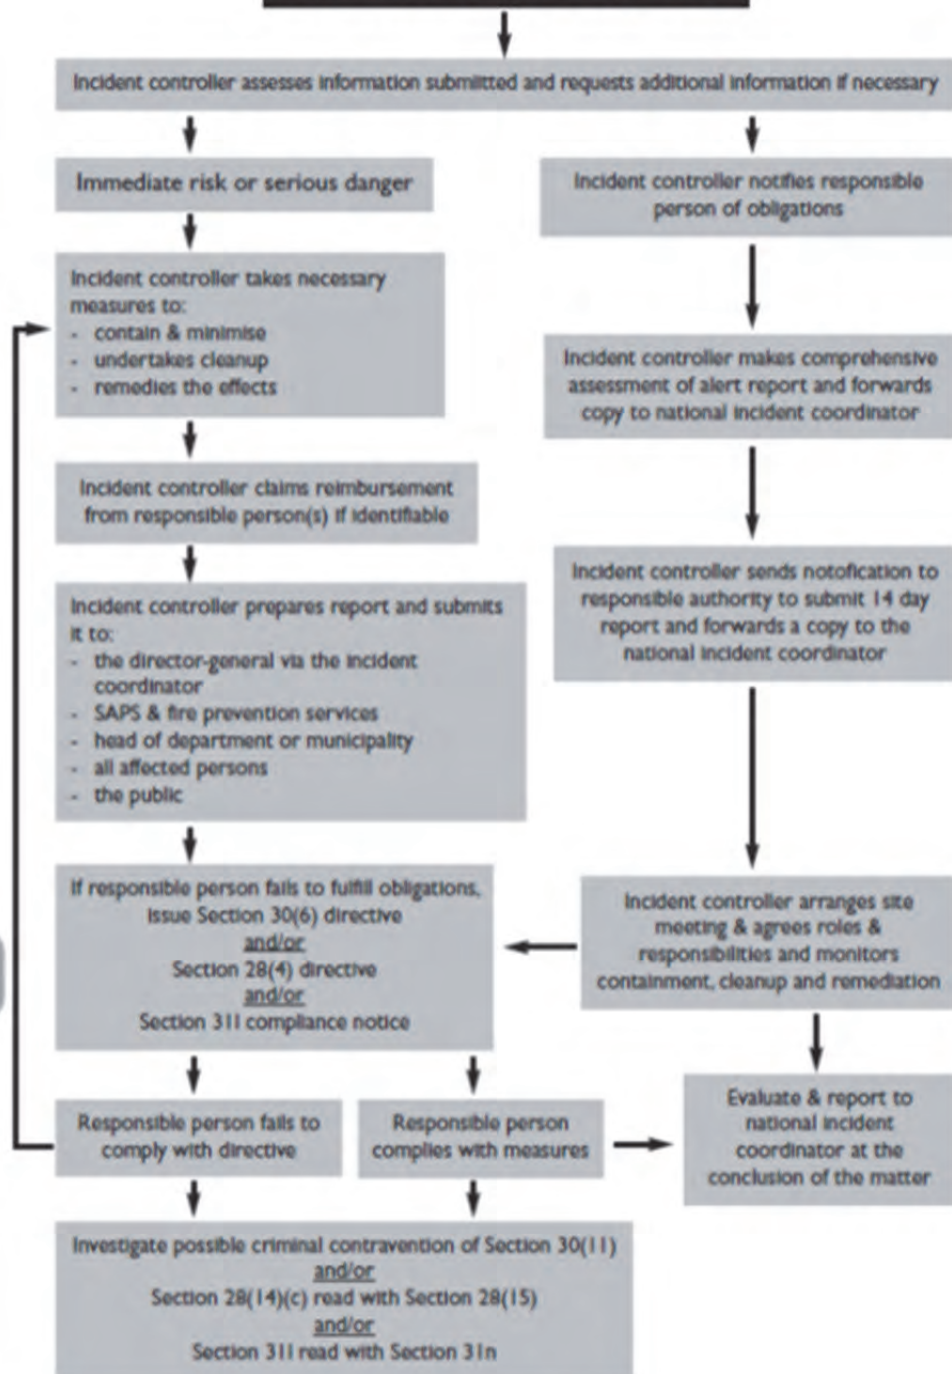 Incident controller assesses information submitted and requests additional information if necessary
Immediate risk or serious danger
Incident controller notifies responsible
person of obligations
Incident controller takes necessary
measures to:
- contain & minimise
- undertakes cleanup
- remedies the effects
Incident controller makes comprehensive
assessment of alert report and forwards
copy to national incident coordinator
Incident controller claims reimbursement
from responsible person(s) if identifiable
Incident controller sends notofication to
responsible authority to submit 14 day
report and forwards a copy to the
national incident coordinator
Incident controller prepares report and submits
it to:
- the director-general via the incident
coordinator
- SAPS & fire prevention services
- head of department or municipality
- all affected persons
- the public
If responsible person fails to fulfill obligations,
issue Section 30(6) directive
and/or
Section 28(4) directive
and/or
Section 31l compliance notice
Incident controller arranges site
meeting & agrees roles &
responsibilities and monitors
containment, cleanup and remediation
Responsible person fails to
comply with directive
Responsible person
complies with measures
Evaluate & report to
national incident
coordinator at the
conclusion of the matter
Investigate possible criminal contravention of Section 30(11)
and/or
Section 28(14)(c) read with Section 28(15)
and/or
Section 31l read with Section 31n